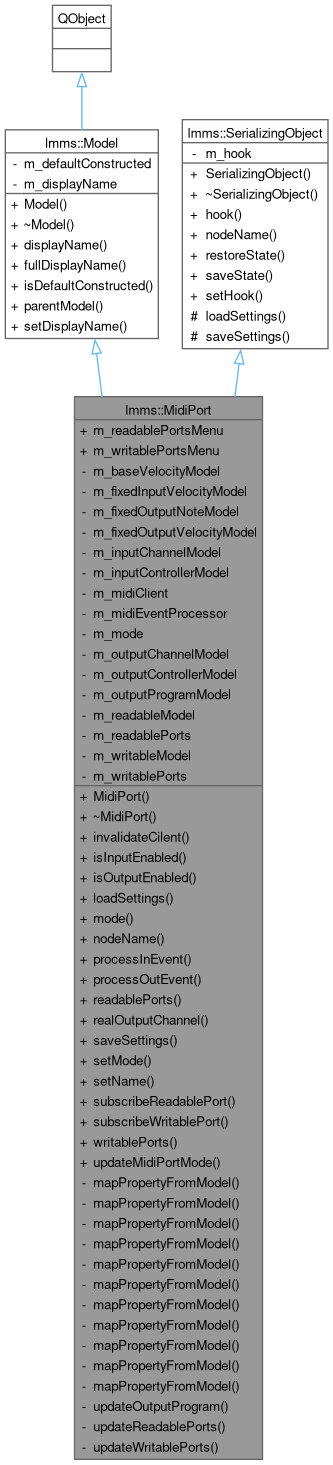 QObject
lmms::Model
- m_defaultConstructed
- m_displayName
+ Model()
+ ~Model()
+ displayName()
+ fullDisplayName()
+ isDefaultConstructed()
+ parentModel()
+ setDisplayName()
lmms::SerializingObject
- m_hook
+ SerializingObject()
+ ~SerializingObject()
+ hook()
+ nodeName()
+ restoreState()
+ saveState()
+ setHook()
# loadSettings()
# saveSettings()
lmms::MidiPort
+ m_readablePortsMenu
+ m_writablePortsMenu
- m_baseVelocityModel
- m_fixedInputVelocityModel
- m_fixedOutputNoteModel
- m_fixedOutputVelocityModel
- m_inputChannelModel
- m_inputControllerModel
- m_midiClient
- m_midiEventProcessor
- m_mode
- m_outputChannelModel
- m_outputControllerModel
- m_outputProgramModel
- m_readableModel
- m_readablePorts
- m_writableModel
- m_writablePorts
+ MidiPort()
+ ~MidiPort()
+ invalidateCilent()
+ isInputEnabled()
+ isOutputEnabled()
+ loadSettings()
+ mode()
+ nodeName()
+ processInEvent()
+ processOutEvent()
+ readablePorts()
+ realOutputChannel()
+ saveSettings()
+ setMode()
+ setName()
+ subscribeReadablePort()
+ subscribeWritablePort()
+ writablePorts()
+ updateMidiPortMode()
- mapPropertyFromModel()
- mapPropertyFromModel()
- mapPropertyFromModel()
- mapPropertyFromModel()
- mapPropertyFromModel()
- mapPropertyFromModel()
- mapPropertyFromModel()
- mapPropertyFromModel()
- mapPropertyFromModel()
- mapPropertyFromModel()
- mapPropertyFromModel()
- updateOutputProgram()
- updateReadablePorts()
- updateWritablePorts()